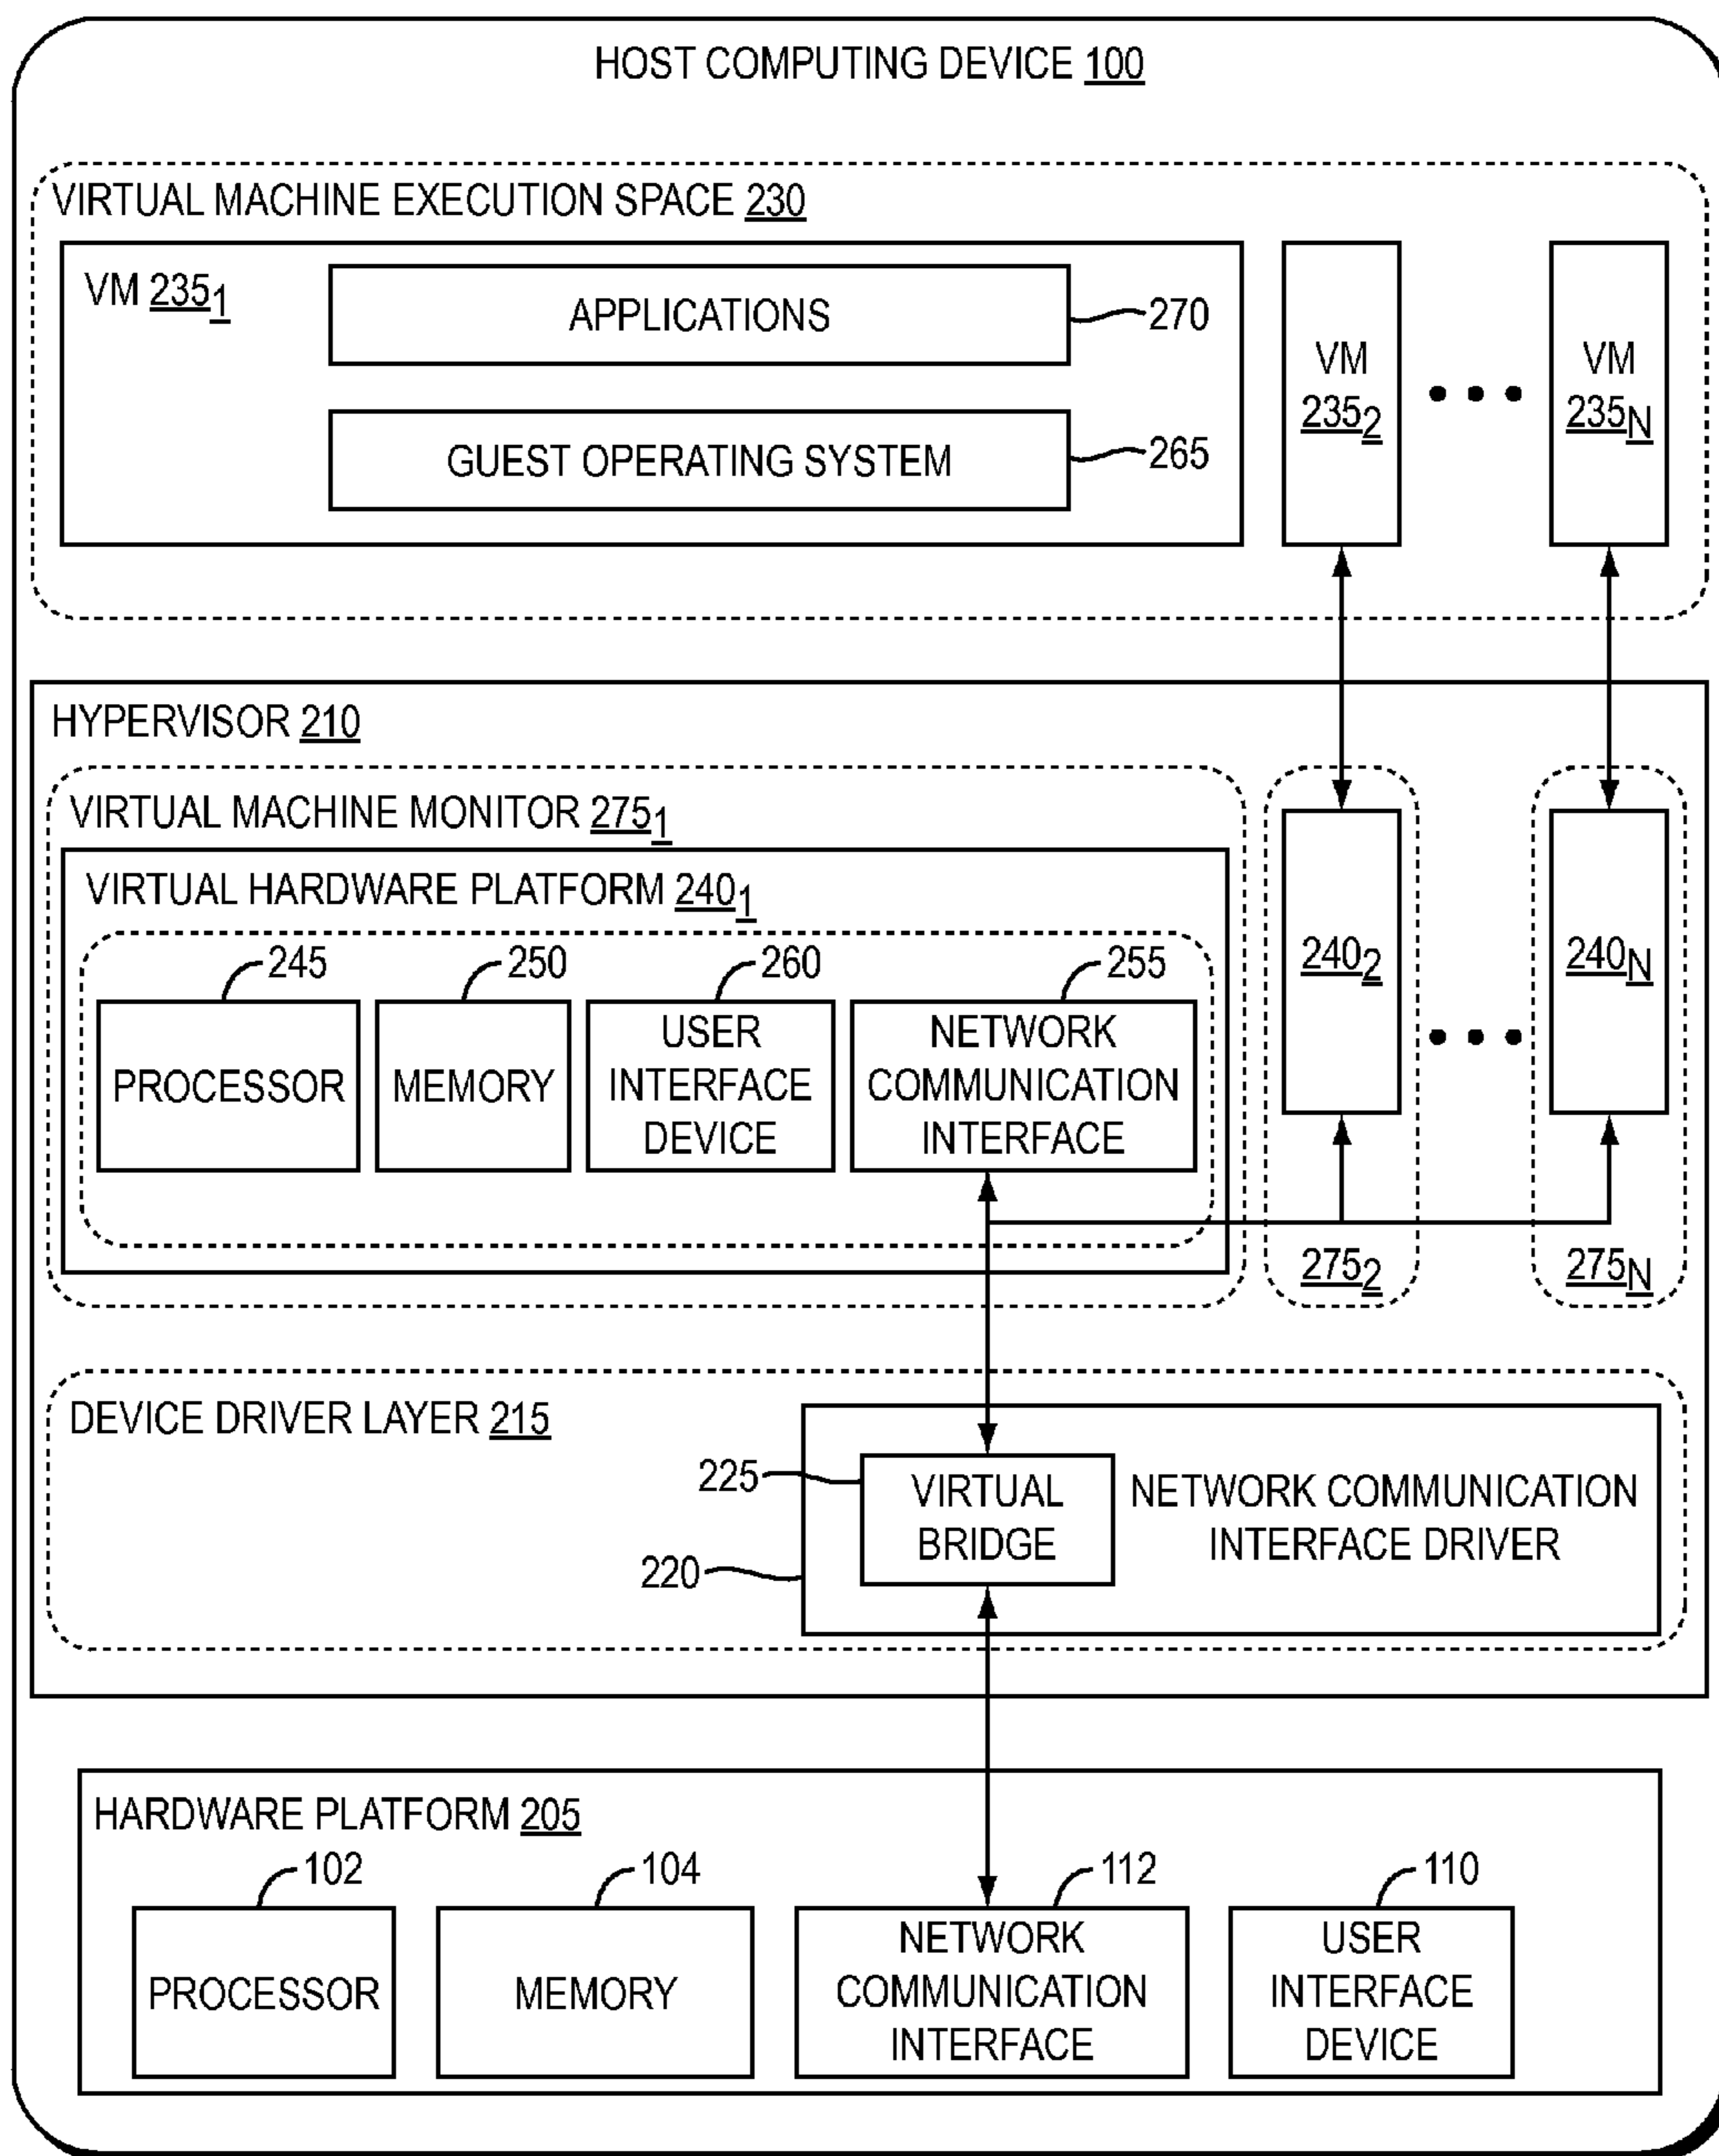 HOST COMPUTING DEVICE 100
VIRTUAL MACHINE EXECUTION SPACE 230
VM 235₁
APPLICATIONS
270
GUEST OPERATING SYSTEM
265
VM
235₂
VM
235N
HYPERVISOR 210
VIRTUAL MACHINE MONITOR 275₁
VIRTUAL HARDWARE PLATFORM 240₁
245
250
260
255
PROCESSOR
MEMORY
USER
INTERFACE
DEVICE
NETWORK
COMMUNICATION
INTERFACE
240₂
240N
275₂
275N
DEVICE DRIVER LAYER 215
225
VIRTUAL
BRIDGE
NETWORK COMMUNICATION
INTERFACE DRIVER
220
HARDWARE PLATFORM 205
102
104
112
110
PROCESSOR
MEMORY
NETWORK
COMMUNICATION
INTERFACE
USER
INTERFACE
DEVICE